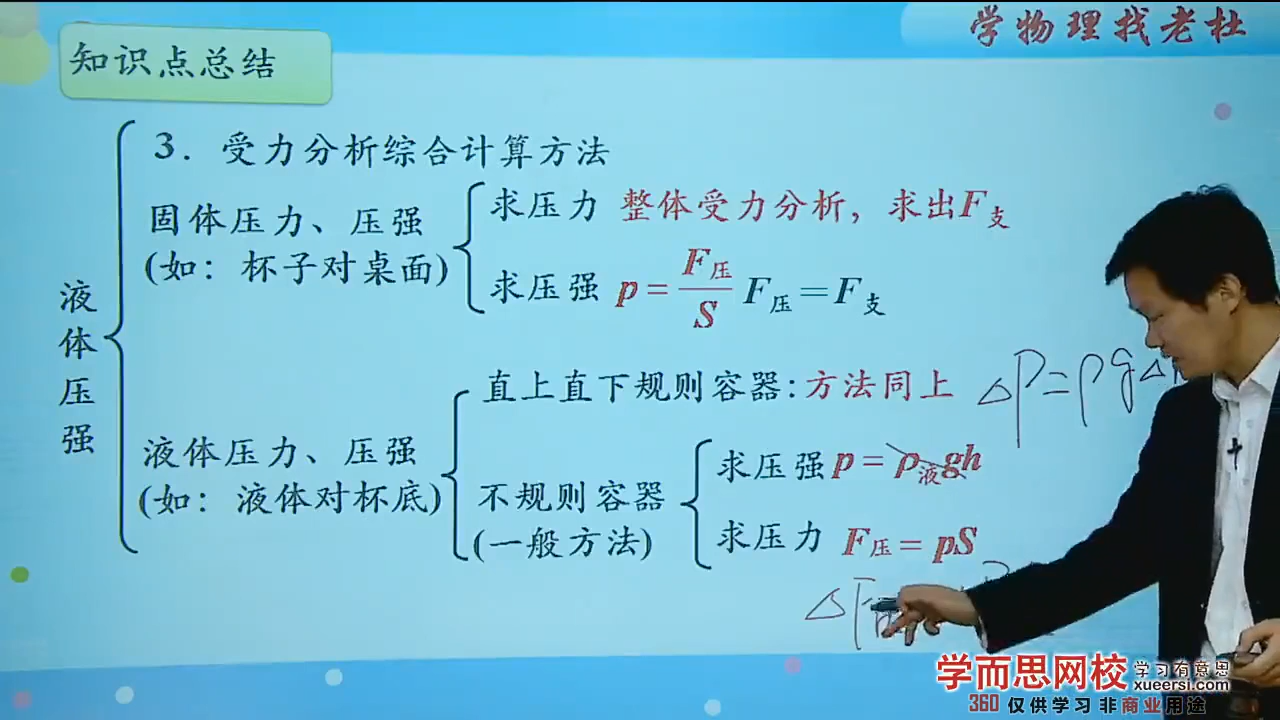 学物理找老杜
知识点总结
3. 受力分析综合计算方法
固体压力、压强
(如：杯子对桌面)
求压力 整体受力分析，求出F支
求压强 p = F压/S F压 = F支
液体压强
液体压力、压强
(如：液体对杯底)
直上直下规则容器: 方法同上
△P=ρg△
不规则容器
(一般方法)
求压强 p = ρ液gh
求压力 F压 = pS
△F
学而思网校 学习有意思
xueersi.com
360 仅供学习 非商业用途